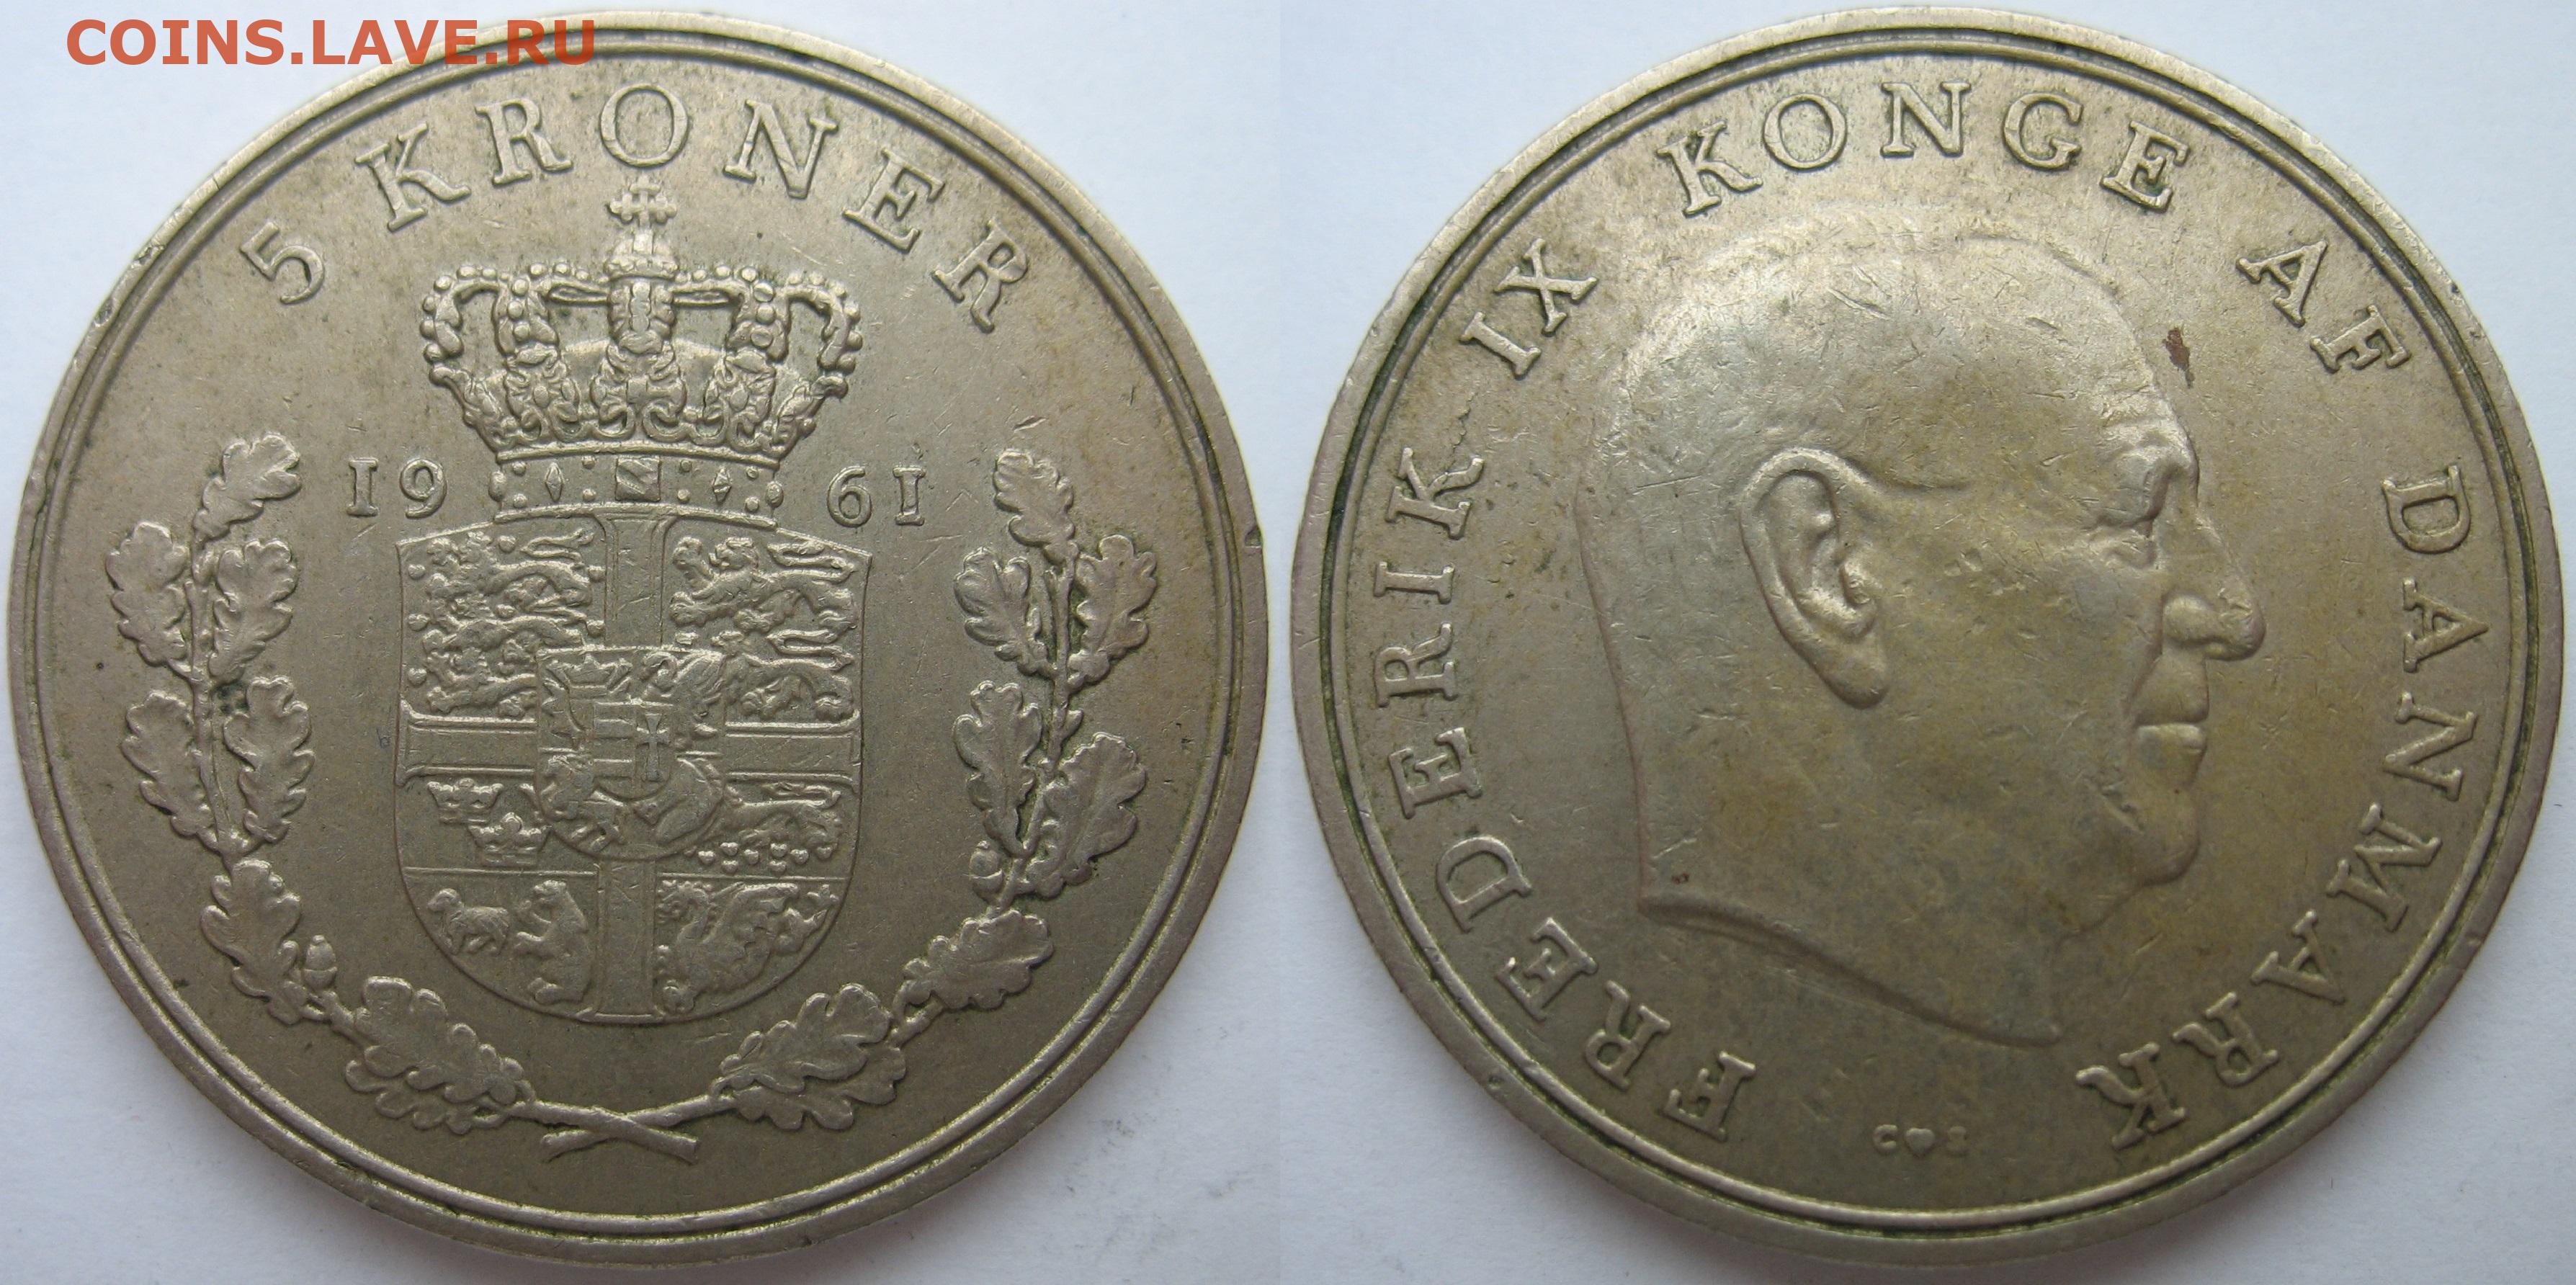 COINS.LAVE.RU
5 KRONER
19 61
FREDERIK IX KONGE AF DANMARK
C♥S